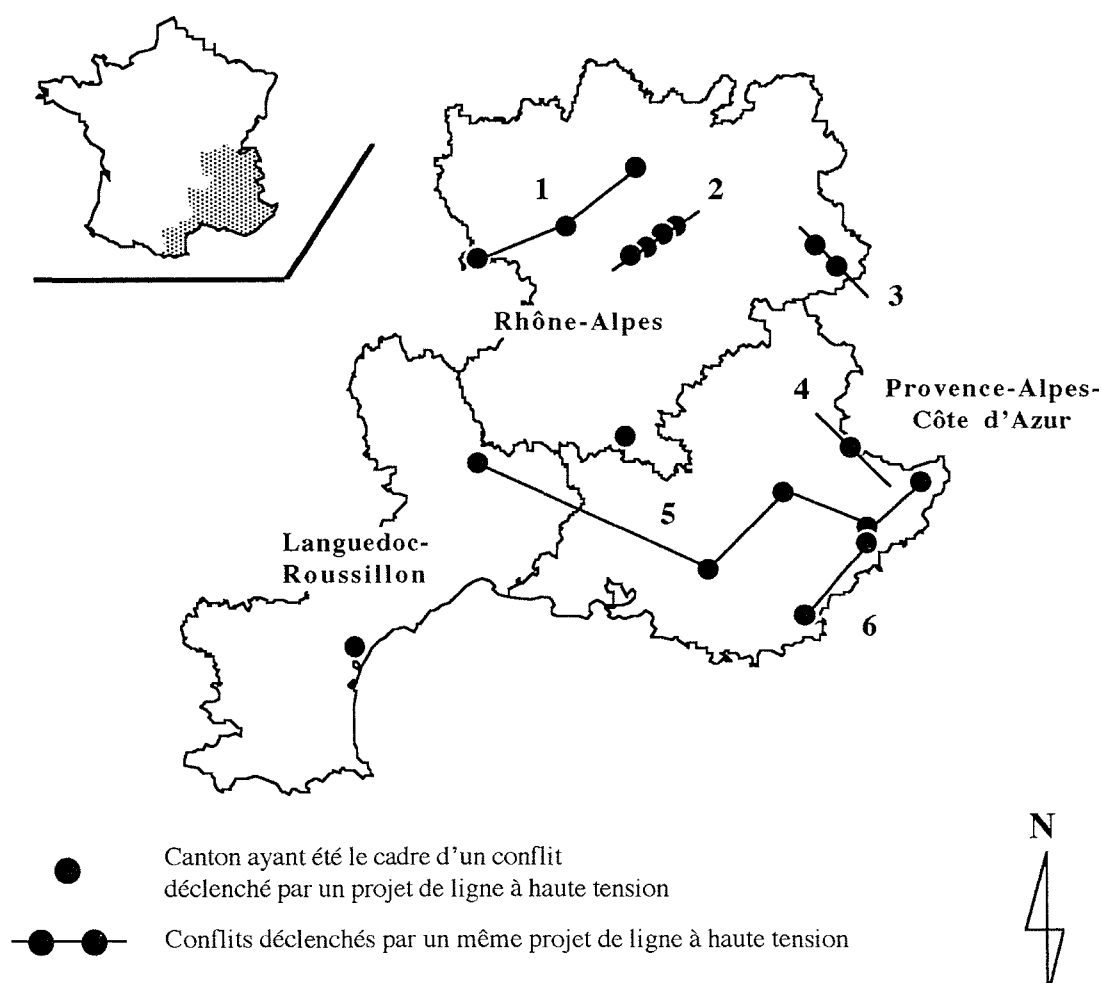 1
2
3
Rhône-Alpes
4
Provence-Alpes-
Côte d'Azur
5
Languedoc-
Roussillon
6
N
Canton ayant été le cadre d'un conflit
déclenché par un projet de ligne à haute tension
Conflits déclenchés par un même projet de ligne à haute tension